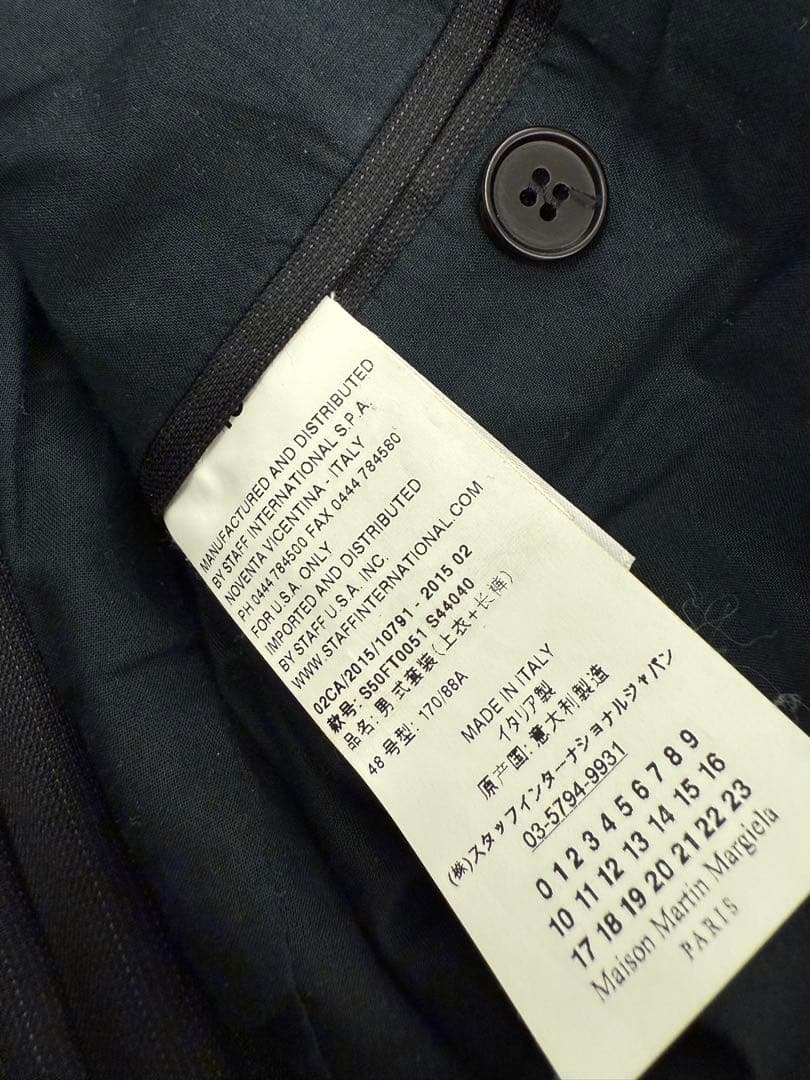 MANUFACTURED AND DISTRIBUTED
BY STAFF INTERNATIONAL S.P.A.
NOVENTA VICENTINA - ITALY
PH 0444 784500 FAX 0444 784580
FOR U.S.A. ONLY
IMPORTED AND DISTRIBUTED
BY STAFF U.S.A. INC.
WWW.STAFFINTERNATIONAL.COM
02CA/2015/10791 - 2015 02
款号: S50FT0051 S44040
品名: 男式套装(上衣+长裤)
48 号型: 170/88A
MADE IN ITALY
イタリア製
原产国: 意大利製造
(株)スタッフインターナショナルジャパン
03-5794-9931
0 1 2 3 4 5 6 7 8 9
10 11 12 13 14 15 16
17 18 19 20 21 22 23
Maison Martin Margiela
PARIS